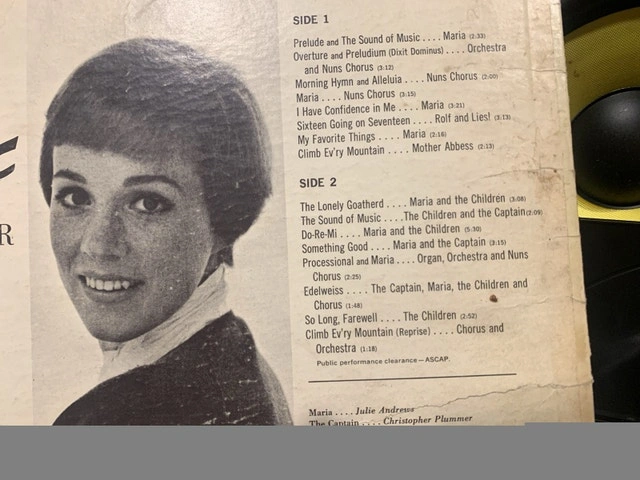 R
SIDE 1
Prelude and The Sound of Music . . . . Maria (2:33)
Overture and Preludium (Dixit Dominus) . . . . Orchestra
and Nuns Chorus (3:12)
Morning Hymn and Alleluia . . . . Nuns Chorus (2:00)
Maria . . . . Nuns Chorus (3:15)
I Have Confidence in Me . . . . Maria (3:21)
Sixteen Going on Seventeen . . . . Rolf and Liesl (3:13)
My Favorite Things . . . . Maria (2:16)
Climb Ev'ry Mountain . . . . Mother Abbess (2:13)
SIDE 2
The Lonely Goatherd . . . . Maria and the Children (3:08)
The Sound of Music . . . . The Children and the Captain (2:09)
Do-Re-Mi . . . . Maria and the Children (5:30)
Something Good . . . . Maria and the Captain (3:15)
Processional and Maria . . . . Organ, Orchestra and Nuns
Chorus (2:25)
Edelweiss . . . . The Captain, Maria, the Children and
Chorus (1:48)
So Long, Farewell . . . . The Children (2:52)
Climb Ev'ry Mountain (Reprise) . . . . Chorus and
Orchestra (1:18)
Public performance clearance—ASCAP.
Maria . . . . Julie Andrews
The Captain . . . . Christopher Plummer